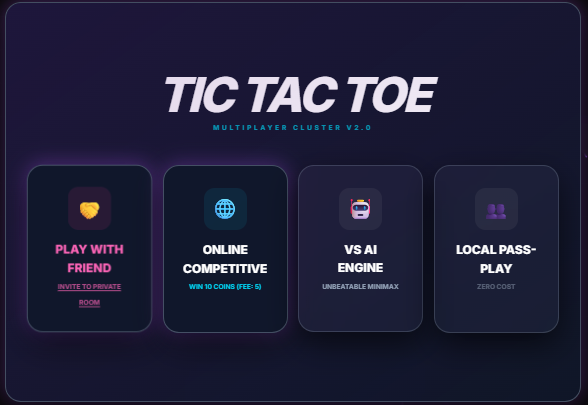 TIC TAC TOE
MULTIPLAYER CLUSTER V2.0
PLAY WITH
FRIEND
INVITE TO PRIVATE
ROOM
ONLINE
COMPETITIVE
WIN 10 COINS (FEE: 5)
VS AI
ENGINE
UNBEATABLE MINIMAX
LOCAL PASS-
PLAY
ZERO COST